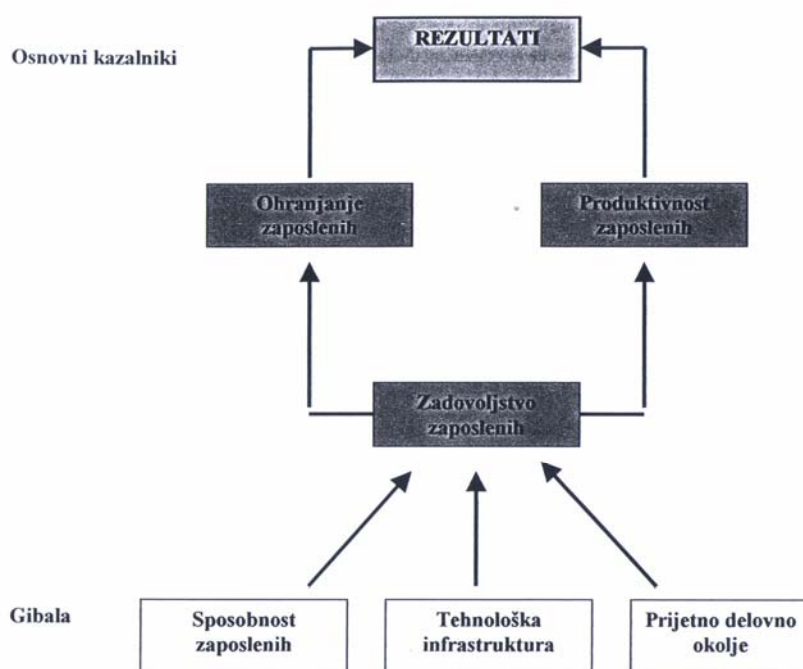 REZULTATI
Osnovni kazalniki
Ohranjanje
zaposlenih
Produktivnost
zaposlenih
Zadovoljstvo
zaposlenih
Gibala
Sposobnost
zaposlenih
Tehnološka
infrastruktura
Prijetno delovno
okolje